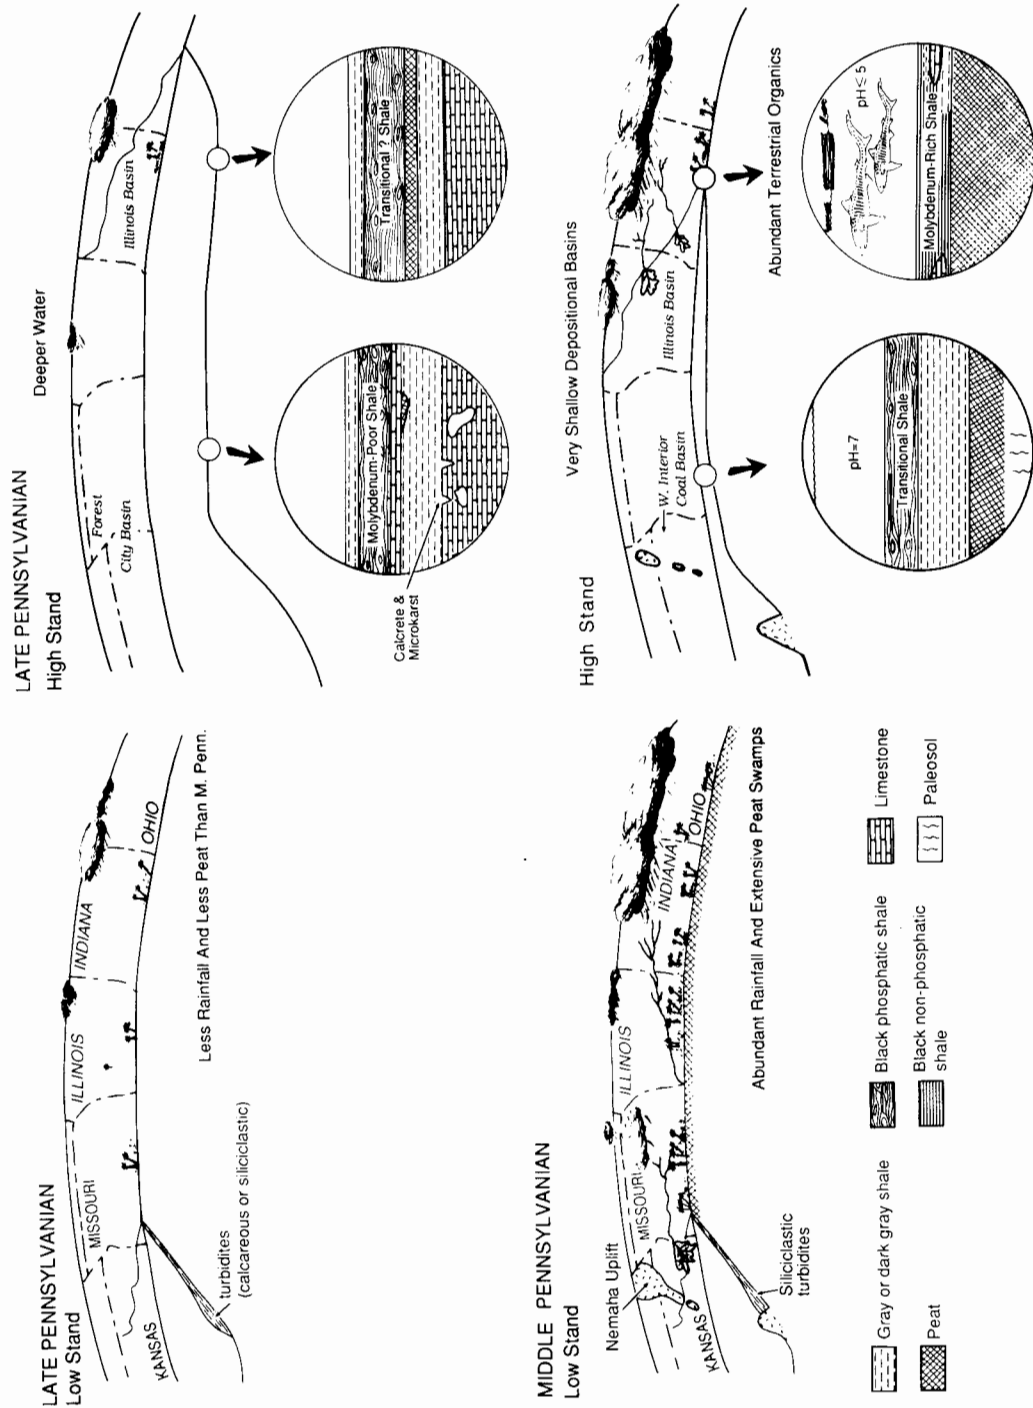 LATE PENNSYLVANIAN
Low Stand
MISSOURI
ILLINOIS
INDIANA
OHIO
KANSAS
turbidites
(calcareous or siliciclastic)
Less Rainfall And Less Peat Than M. Penn.
LATE PENNSYLVANIAN
High Stand
Deeper Water
Forest
City Basin
Illinois Basin
Calcrete &
Microkarst
Molybdenum-Poor Shale
Transitional ? Shale
MIDDLE PENNSYLVANIAN
Low Stand
Nemaha Uplift
MISSOURI
ILLINOIS
INDIANA
OHIO
KANSAS
Siliciclastic
turbidites
Abundant Rainfall And Extensive Peat Swamps
High Stand
Very Shallow Depositional Basins
W. Interior
Coal Basin
Illinois Basin
Abundant Terrestrial Organics
pH=7
Transitional Shale
pH≤5
Molybdenum-Rich Shale
Gray or dark gray shale
Black phosphatic shale
Limestone
Peat
Black non-phosphatic
shale
Paleosol